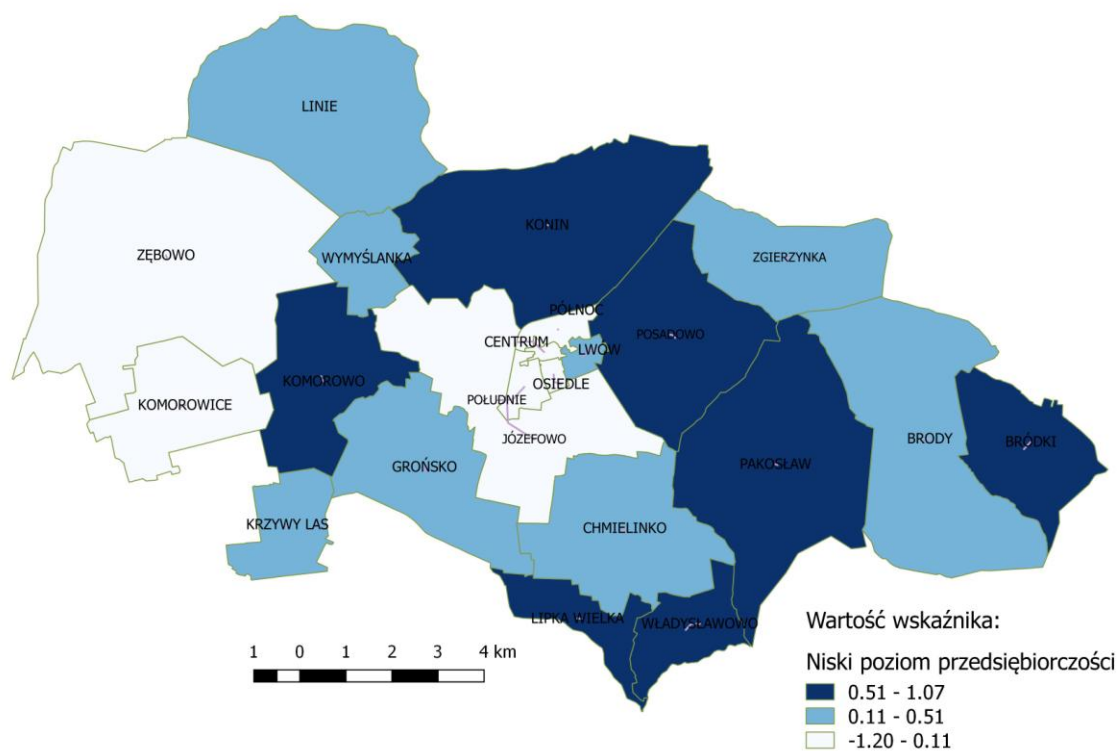 LINIE
KONIN
ZĘBOWO
WYMYŚLANKA
ZGIERZYNKA
PÓŁNOC
POSADOWO
CENTRUM
LWÓW
KOMOROWO
OSIEDLE
POŁUDNIE
KOMOROWICE
JÓZEFOWO
BRODY
BRÓDKI
GROŃSKO
PAKOSŁAW
KRZYWY LAS
CHMIELINKO
LIPKA WIELKA
WŁADYSŁAWOWO
1 0 1 2 3 4 km
Wartość wskaźnika:
Niski poziom przedsiębiorczości
0.51 - 1.07
0.11 - 0.51
-1.20 - 0.11